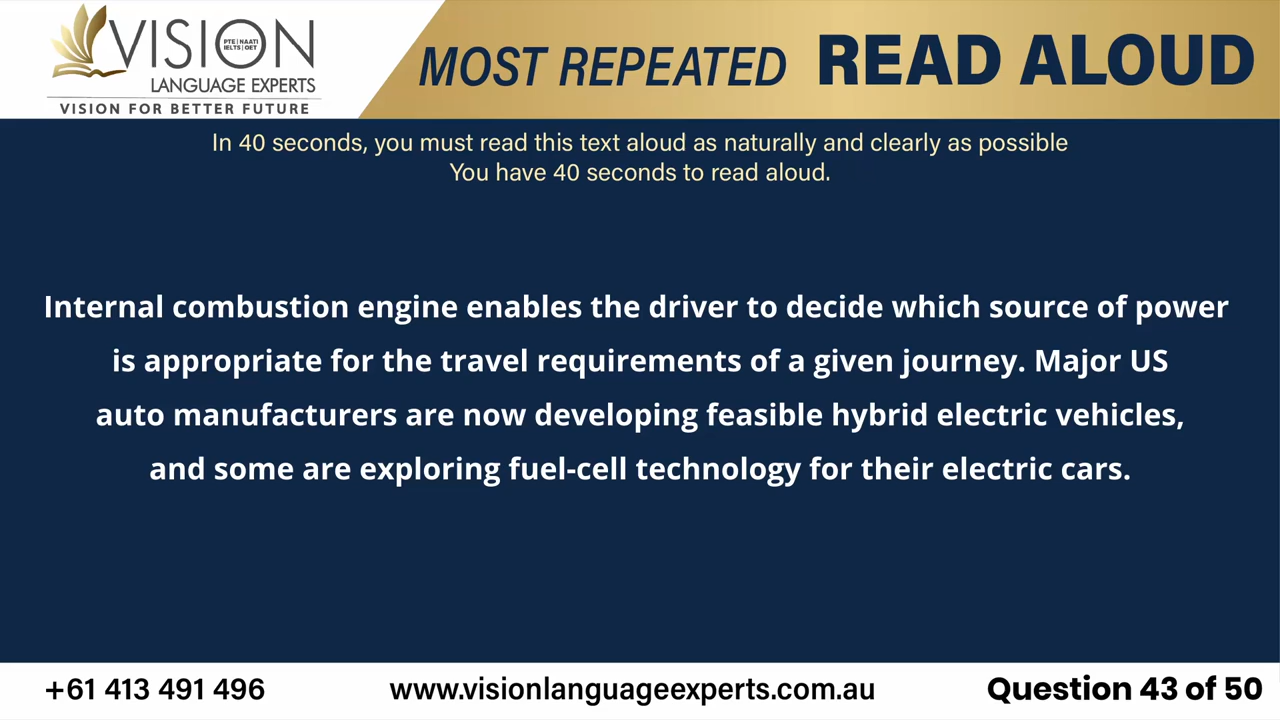 VISION
PTE | NAATI
IELTS | OET
LANGUAGE EXPERTS
VISION FOR BETTER FUTURE
MOST REPEATED READ ALOUD
In 40 seconds, you must read this text aloud as naturally and clearly as possible
You have 40 seconds to read aloud.
Internal combustion engine enables the driver to decide which source of power
is appropriate for the travel requirements of a given journey. Major US
auto manufacturers are now developing feasible hybrid electric vehicles,
and some are exploring fuel-cell technology for their electric cars.
+61 413 491 496
www.visionlanguageexperts.com.au
Question 43 of 50